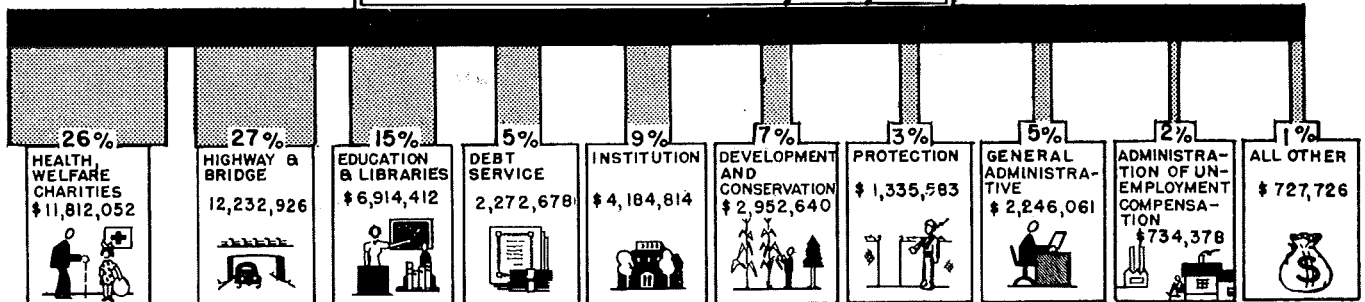 26%
HEALTH,
WELFARE
CHARITIES
$11,812,052
27%
HIGHWAY &
BRIDGE
12,232,926
15%
EDUCATION
& LIBRARIES
$6,914,412
5%
DEBT
SERVICE
2,272,678
9%
INSTITUTION
$4,184,814
7%
DEVELOPMENT
AND
CONSERVATION
$2,952,640
3%
PROTECTION
$1,335,583
5%
GENERAL
ADMINISTRA-
TIVE
$2,246,061
2%
ADMINISTRA-
TION OF UN-
EMPLOYMENT
COMPENSA-
TION
$734,378
1%
ALL OTHER
$727,726
$